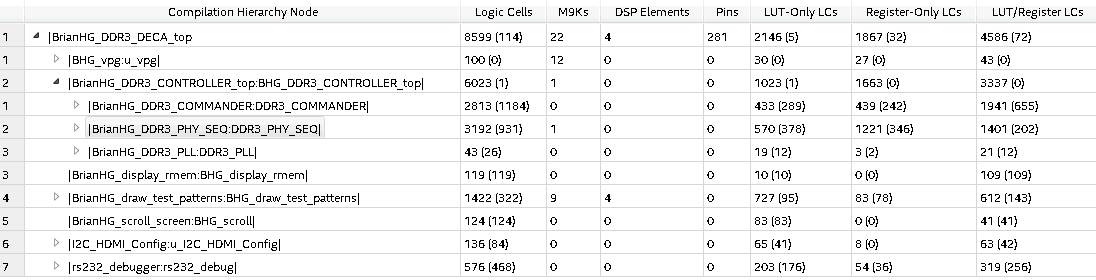 Compilation Hierarchy Node Logic Cells M9Ks DSP Elements Pins LUT-Only LCs Register-Only LCs LUT/Register LCs
1 |BrianHG_DDR3_DECA_top 8599 (114) 22 4 281 2146 (5) 1867 (32) 4586 (72)
1 |BHG_vpg:u_vpg| 100 (0) 12 0 0 30 (0) 27 (0) 43 (0)
2 |BrianHG_DDR3_CONTROLLER_top:BHG_DDR3_CONTROLLER_top| 6023 (1) 1 0 0 1023 (1) 1663 (0) 3337 (0)
1 |BrianHG_DDR3_COMMANDER:DDR3_COMMANDER| 2813 (1184) 0 0 0 433 (289) 439 (242) 1941 (655)
2 |BrianHG_DDR3_PHY_SEQ:DDR3_PHY_SEQ| 3192 (931) 1 0 0 570 (378) 1221 (346) 1401 (202)
3 |BrianHG_DDR3_PLL:DDR3_PLL| 43 (26) 0 0 0 19 (12) 3 (2) 21 (12)
3 |BrianHG_display_rmem:BHG_display_rmem| 119 (119) 0 0 0 10 (10) 0 (0) 109 (109)
4 |BrianHG_draw_test_patterns:BHG_draw_test_patterns| 1422 (322) 9 4 0 727 (95) 83 (78) 612 (143)
5 |BrianHG_scroll_screen:BHG_scroll| 124 (124) 0 0 0 83 (83) 0 (0) 41 (41)
6 |I2C_HDMI_Config:u_I2C_HDMI_Config| 136 (84) 0 0 0 65 (41) 8 (0) 63 (42)
7 |rs232_debugger:rs232_debug| 576 (468) 0 0 0 203 (176) 54 (36) 319 (256)